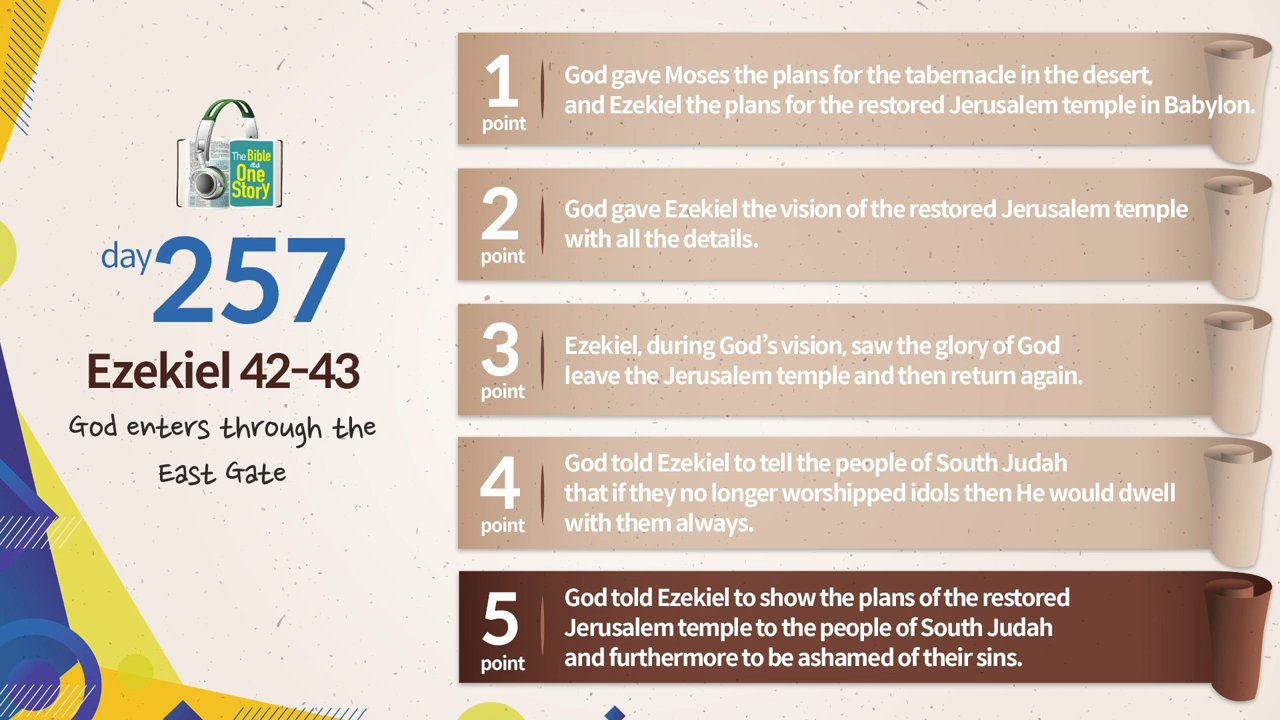 The Bible
as
One
Story
day 257
Ezekiel 42-43
God enters through the
East Gate
1
point
God gave Moses the plans for the tabernacle in the desert,
and Ezekiel the plans for the restored Jerusalem temple in Babylon.
2
point
God gave Ezekiel the vision of the restored Jerusalem temple
with all the details.
3
point
Ezekiel, during God’s vision, saw the glory of God
leave the Jerusalem temple and then return again.
4
point
God told Ezekiel to tell the people of South Judah
that if they no longer worshipped idols then He would dwell
with them always.
5
point
God told Ezekiel to show the plans of the restored
Jerusalem temple to the people of South Judah
and furthermore to be ashamed of their sins.